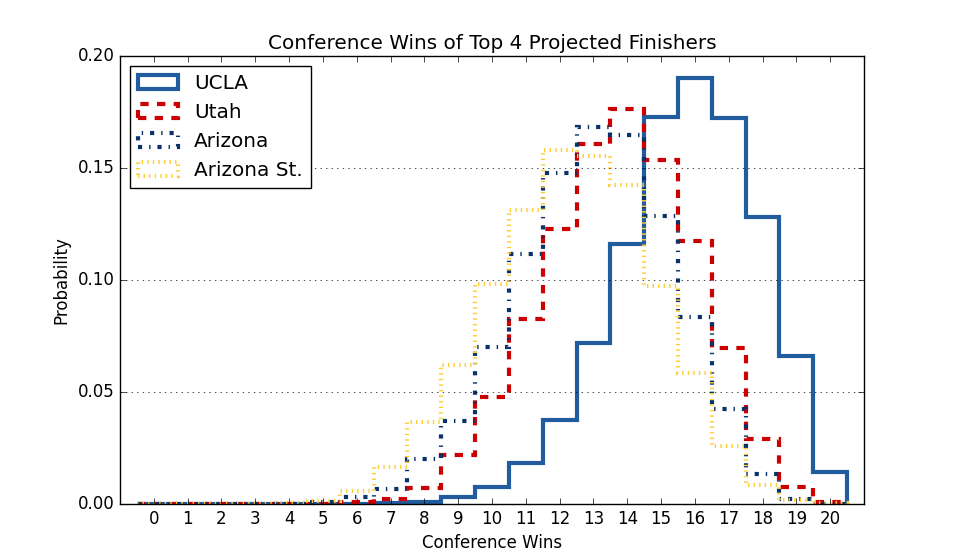 Conference Wins of Top 4 Projected Finishers
UCLA
Utah
Arizona
Arizona St.
0.20
0.15
0.10
0.05
0.00
Probability
0 1 2 3 4 5 6 7 8 9 10 11 12 13 14 15 16 17 18 19 20
Conference Wins